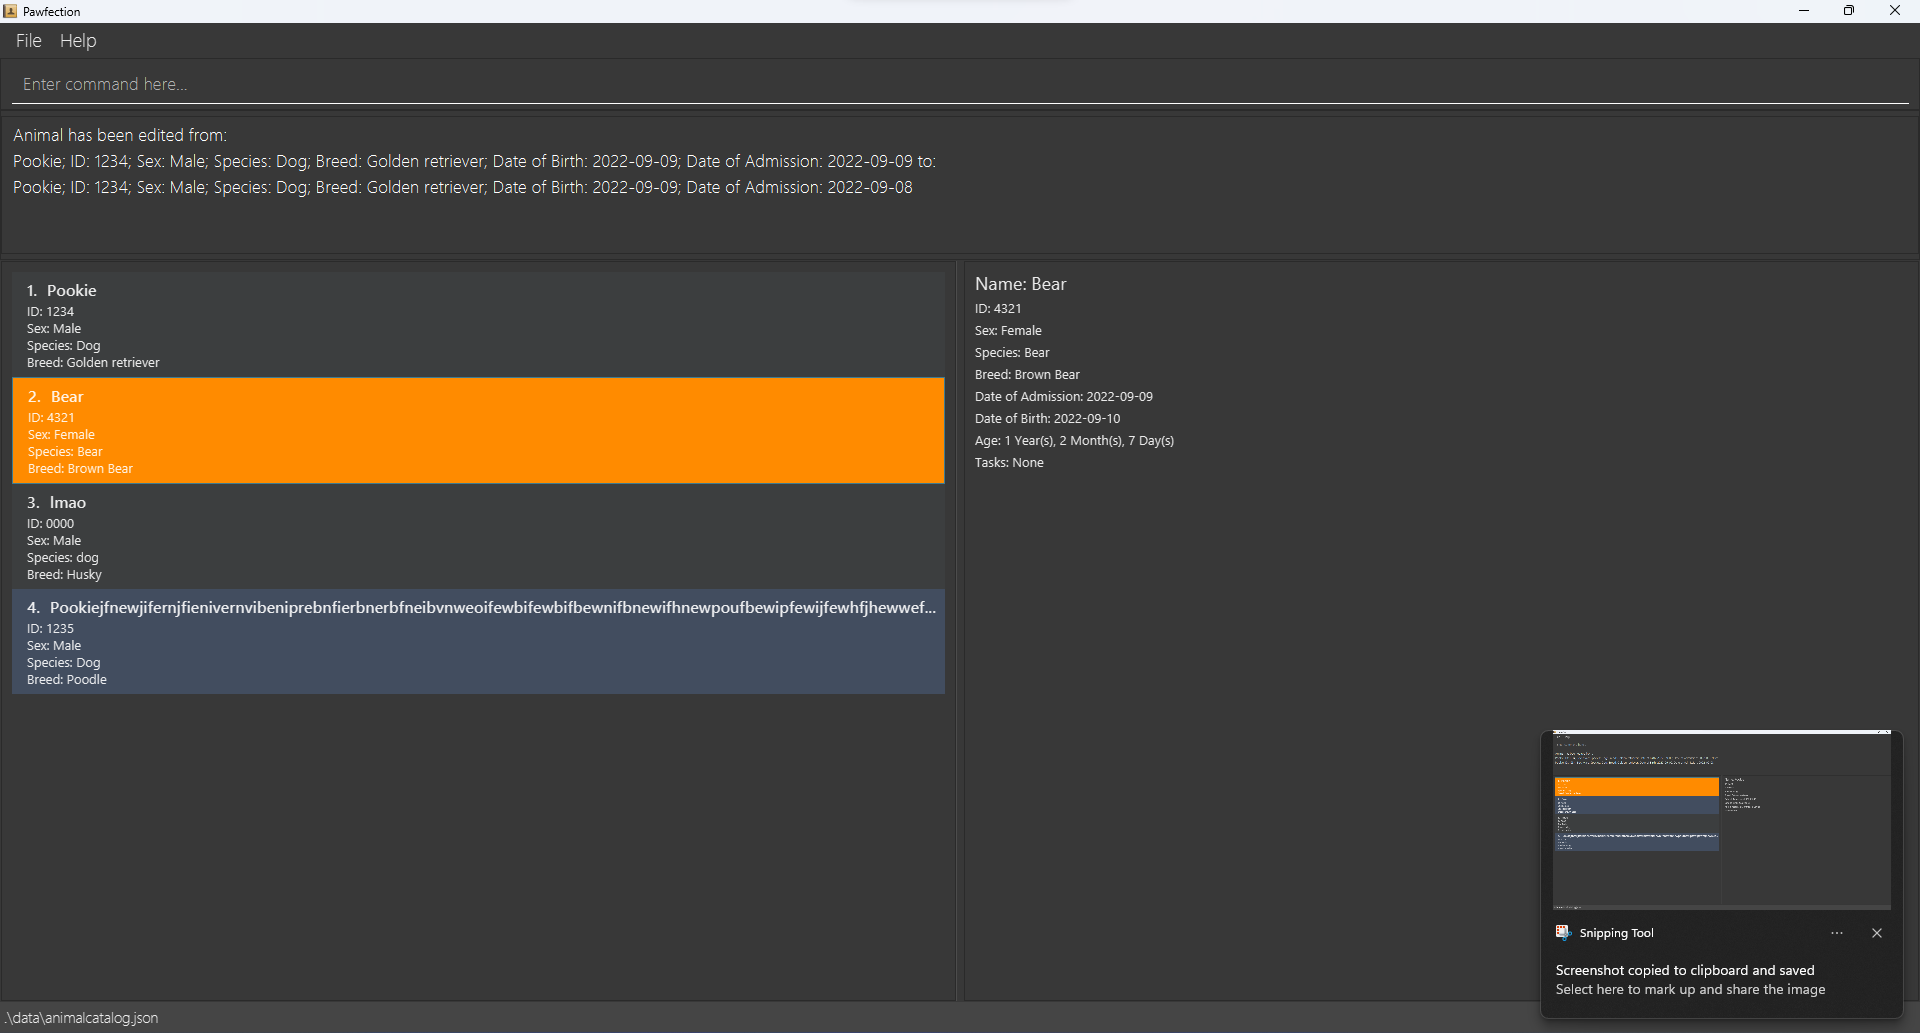 Pawfection
File Help
Enter command here...
Animal has been edited from:
Pookie; ID: 1234; Sex: Male; Species: Dog; Breed: Golden retriever; Date of Birth: 2022-09-09; Date of Admission: 2022-09-09 to:
Pookie; ID: 1234; Sex: Male; Species: Dog; Breed: Golden retriever; Date of Birth: 2022-09-09; Date of Admission: 2022-09-08
1. Pookie
ID: 1234
Sex: Male
Species: Dog
Breed: Golden retriever
2. Bear
ID: 4321
Sex: Female
Species: Bear
Breed: Brown Bear
3. lmao
ID: 0000
Sex: Male
Species: dog
Breed: Husky
4. Pookiejfnewjifernjfienivernvibeniprebnfierbnerbfneibvnweoifewbifewbifbewnifbnewifhnewpoufbewipfewijfewhfjhewwef...
ID: 1235
Sex: Male
Species: Dog
Breed: Poodle
Name: Bear
ID: 4321
Sex: Female
Species: Bear
Breed: Brown Bear
Date of Admission: 2022-09-09
Date of Birth: 2022-09-10
Age: 1 Year(s), 2 Month(s), 7 Day(s)
Tasks: None
Snipping Tool
Screenshot copied to clipboard and saved
Select here to mark up and share the image
.\data\animalcatalog.json